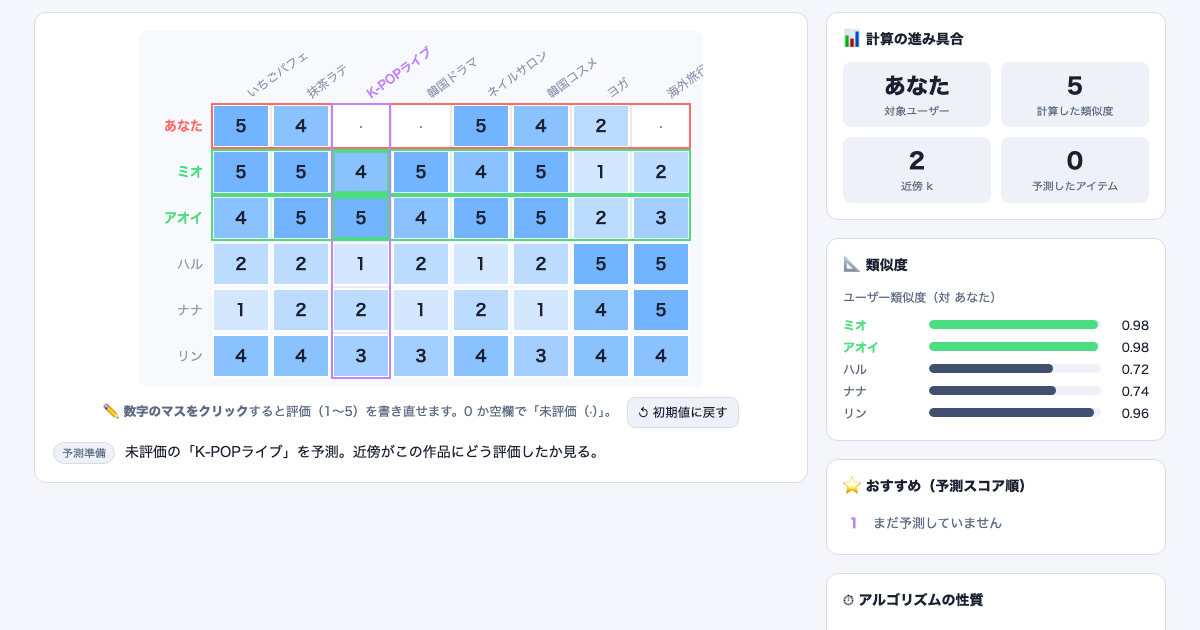 いちごパフェ 抹茶ラテ K-POPライブ 韓国ドラマ ネイルサロン 韓国コスメ ヨガ 海外旅行
あなた 5 4 · · 5 4 2 ·
ミオ 5 5 4 5 4 5 1 2
アオイ 4 5 5 4 5 5 2 3
ハル 2 2 1 2 1 2 5 5
ナナ 1 2 2 1 2 1 4 5
リン 4 4 3 3 4 3 4 4
✏️ 数字のマスをクリックすると評価（1〜5）を書き直せます。0 か空欄で「未評価（·）」。
↺ 初期値に戻す
予測準備 未評価の「K-POPライブ」を予測。近傍がこの作品にどう評価したか見る。
📊 計算の進み具合
あなた
対象ユーザー
5
計算した類似度
2
近傍 k
0
予測したアイテム
📐 類似度
ユーザー類似度（対 あなた）
ミオ 0.98
アオイ 0.98
ハル 0.72
ナナ 0.74
リン 0.96
⭐ おすすめ（予測スコア順）
1 まだ予測していません
⏱ アルゴリズムの性質